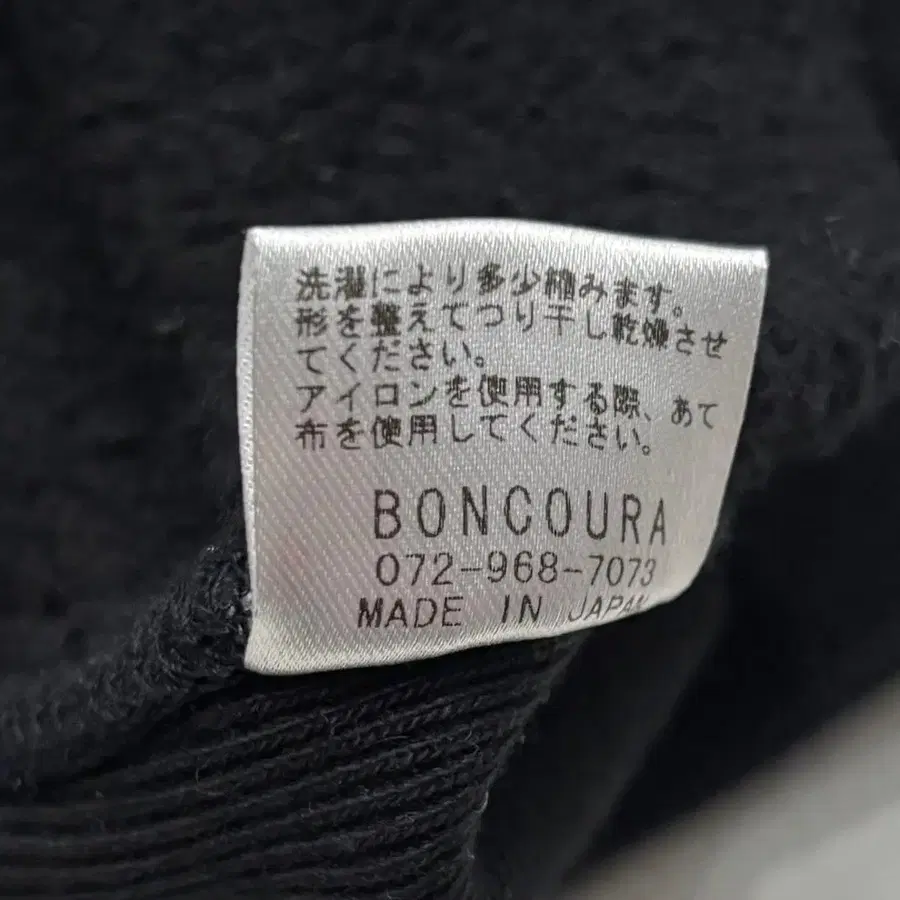 洗濯により多少縮みます。
形を整えてつり干し乾燥させ
てください。
アイロンを使用する際、あて
布を使用してください。
BONCOURA
072-968-7073
MADE IN JAPAN